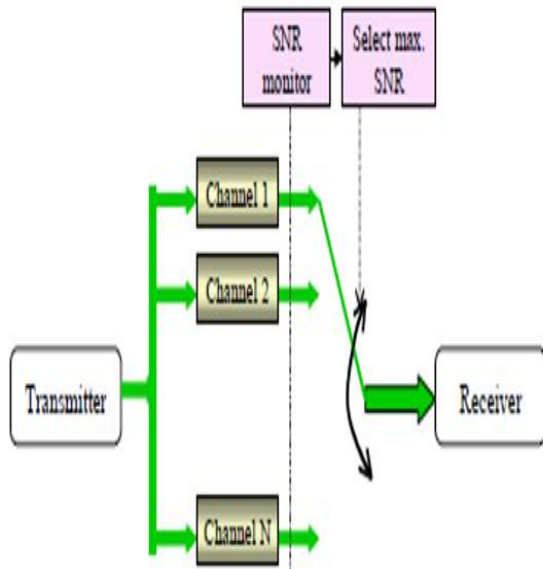 SNR
monitor
Select max.
SNR
Channel 1
Channel 2
Transmitter
Receiver
Channel N